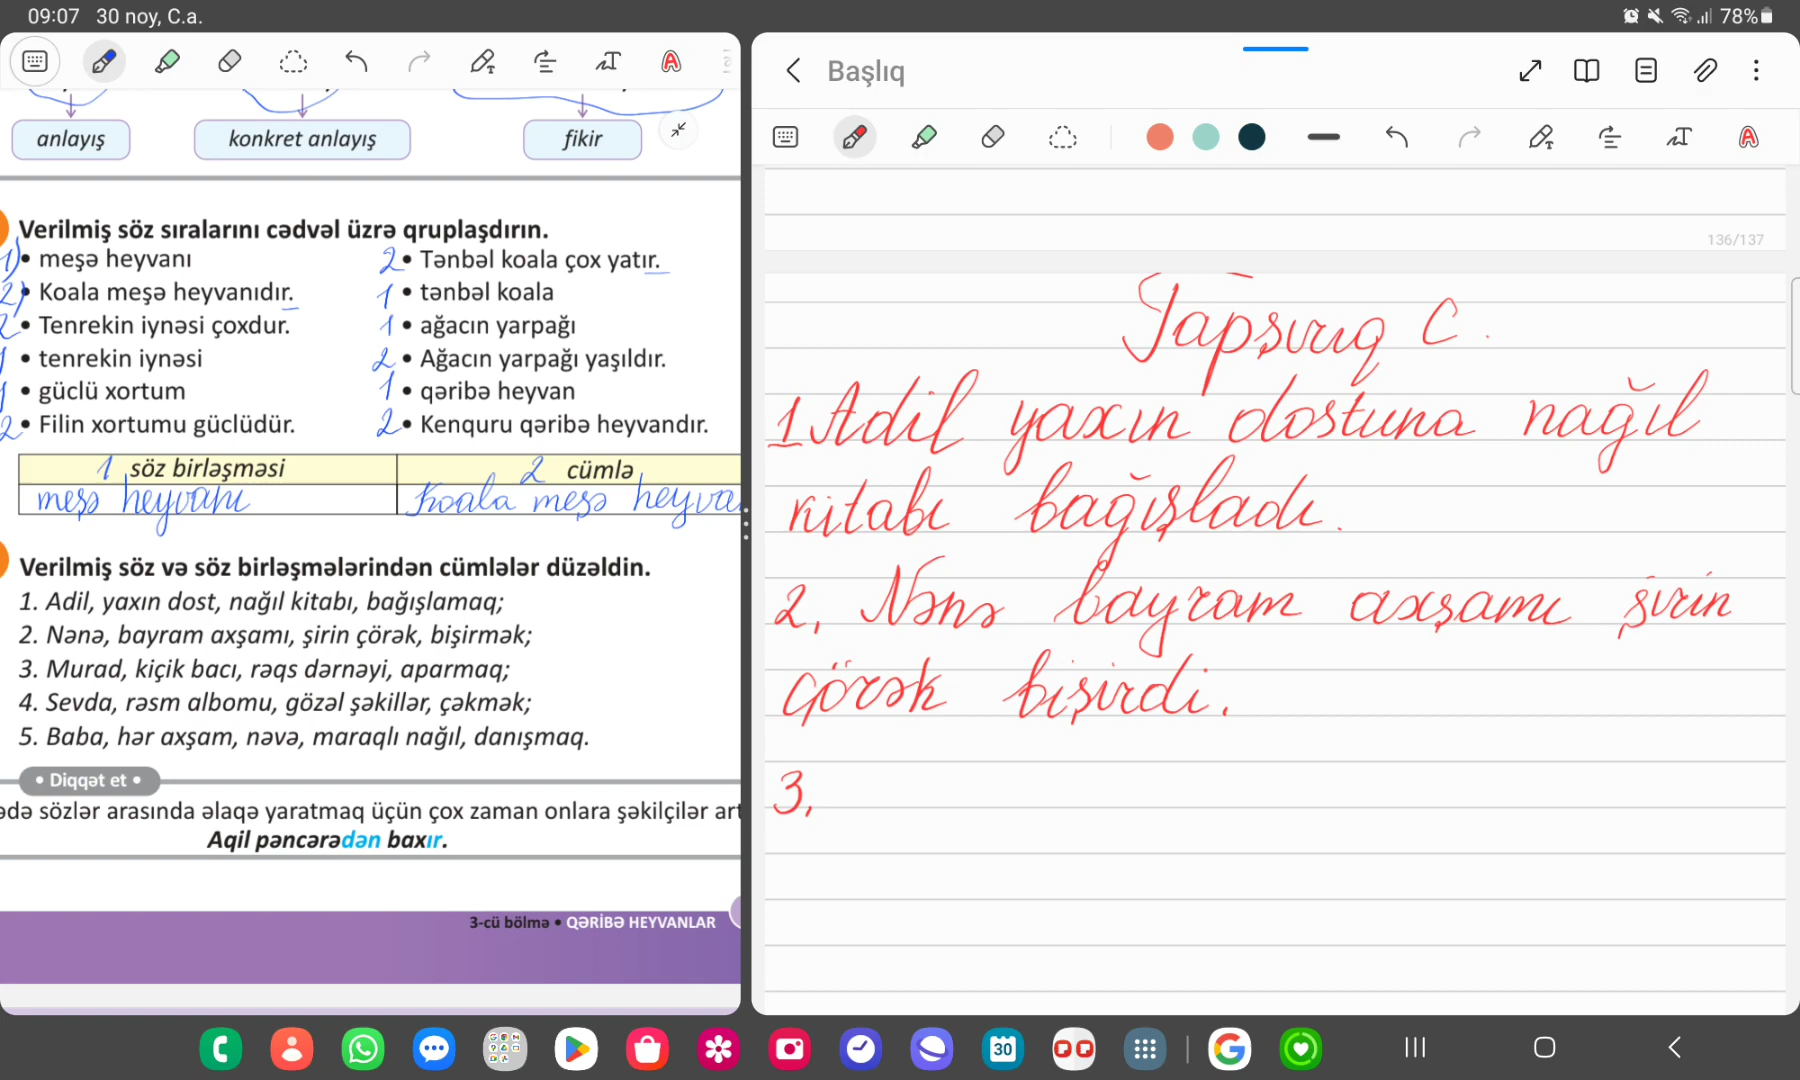 09:07 30 noy, C.a.
78%
anlayış
konkret anlayış
fikir
Verilmiş söz sıralarını cədvəl üzrə qruplaşdırın.
1) • meşə heyvanı
2) • Koala meşə heyvanıdır.
2 • Tenrekin iynəsi çoxdur.
1 • tenrekin iynəsi
1 • güclü xortum
2 • Filin xortumu güclüdür.
2 • Tənbəl koala çox yatır.
1 • tənbəl koala
1 • ağacın yarpağı
2 • Ağacın yarpağı yaşıldır.
1 • qəribə heyvan
2 • Kenquru qəribə heyvandır.
1 söz birləşməsi
2 cümlə
meşə heyvanı
Koala meşə heyva
Verilmiş söz və söz birləşmələrindən cümlələr düzəldin.
1. Adil, yaxın dost, nağıl kitabı, bağışlamaq;
2. Nənə, bayram axşamı, şirin çörək, bişirmək;
3. Murad, kiçik bacı, rəqs dərnəyi, aparmaq;
4. Sevda, rəsm albomu, gözəl şəkillər, çəkmək;
5. Baba, hər axşam, nəvə, maraqlı nağıl, danışmaq.
• Diqqət et •
ədə sözlər arasında əlaqə yaratmaq üçün çox zaman onlara şəkilçilər art
Aqil pəncərədən baxır.
3-cü bölmə • QƏRİBƏ HEYVANLAR
Başlıq
136/137
Tapşırıq C.
1 Adil yaxın dostuna nağıl
kitabı bağışladı.
2. Nənə bayram axşamı şirin
çörək bişirdi.
3.
30